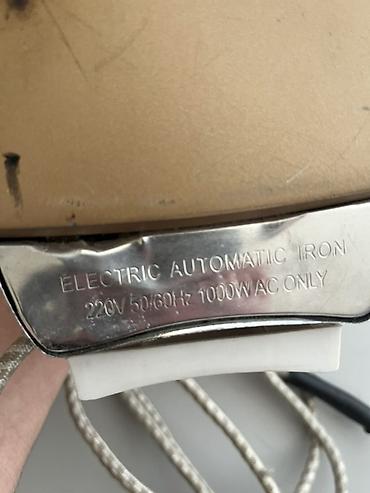 ELECTRIC AUTOMATIC IRON
220V 50/60Hz 1000W AC ONLY